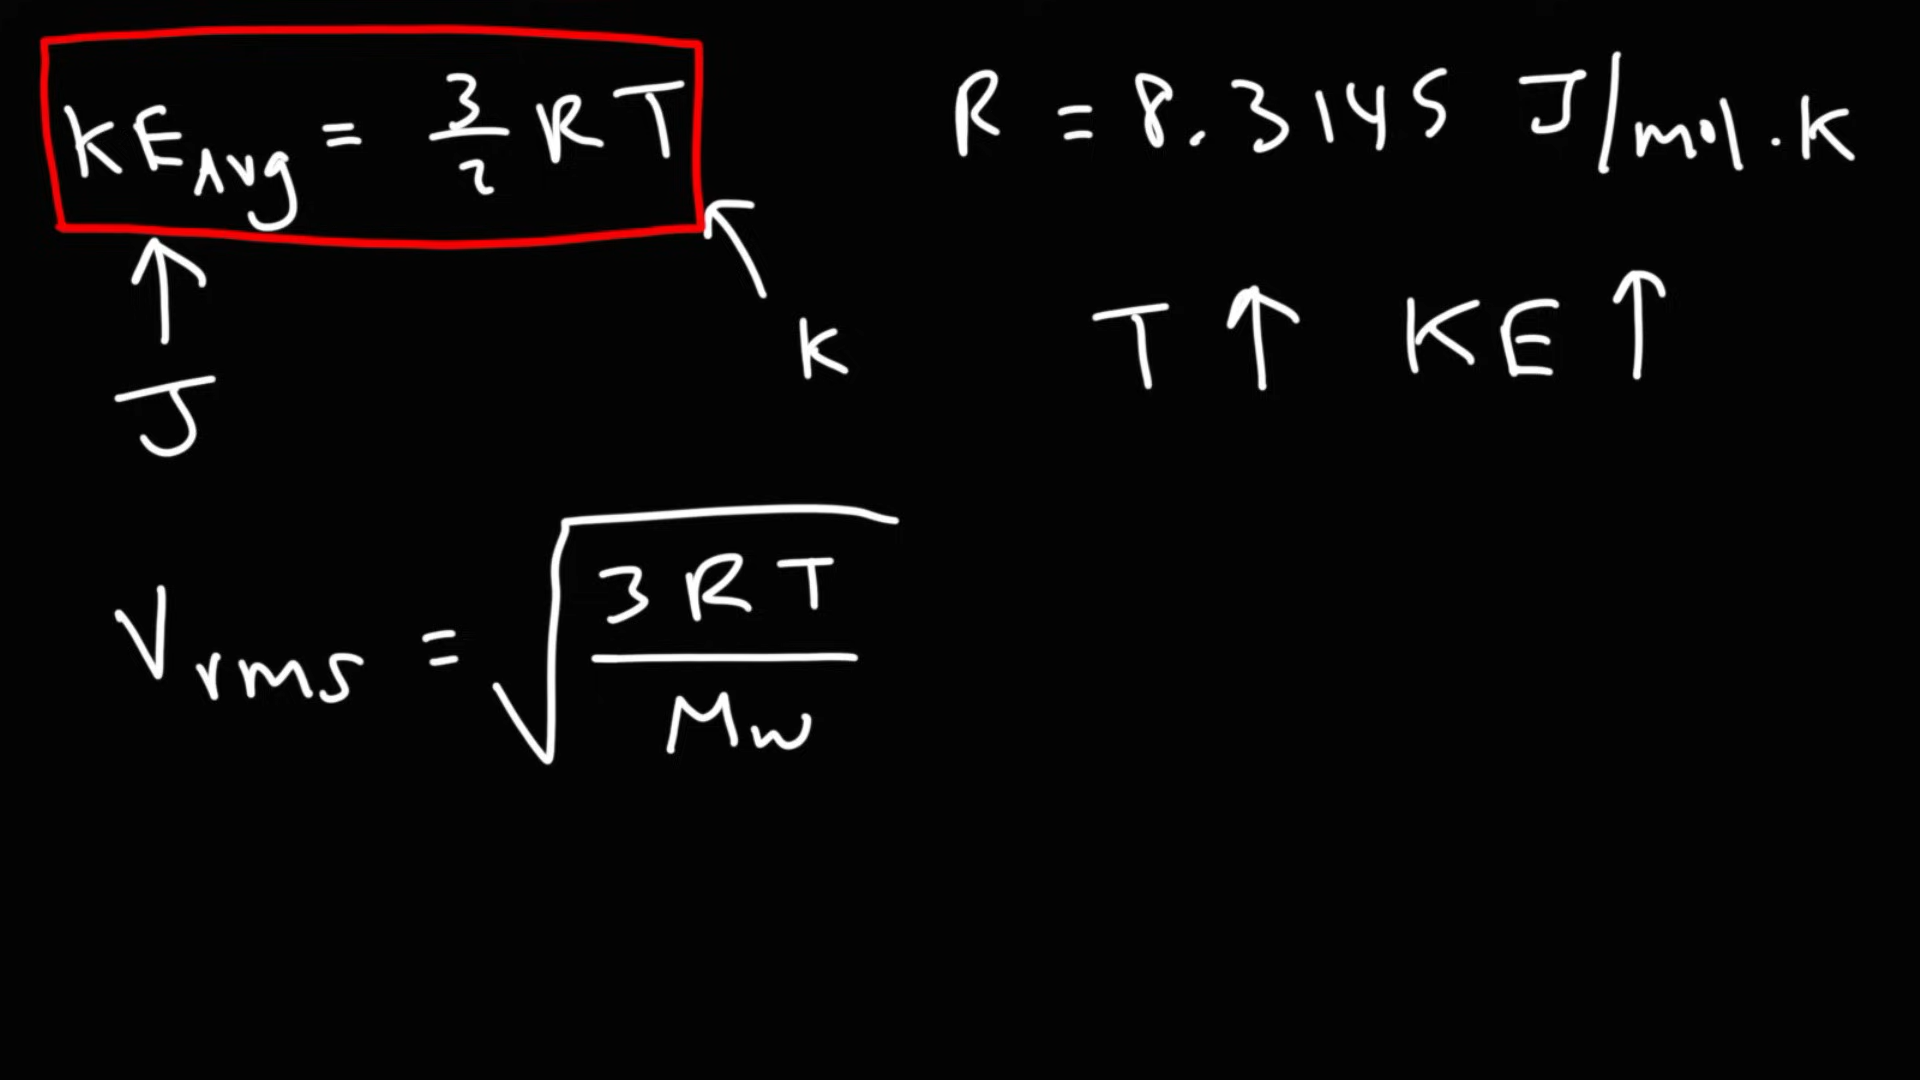 KE_Avg = 3/2 RT
R = 8.3145 J/mol·K
K
T ↑ KE ↑
J
V_rms = √(3RT/Mw)